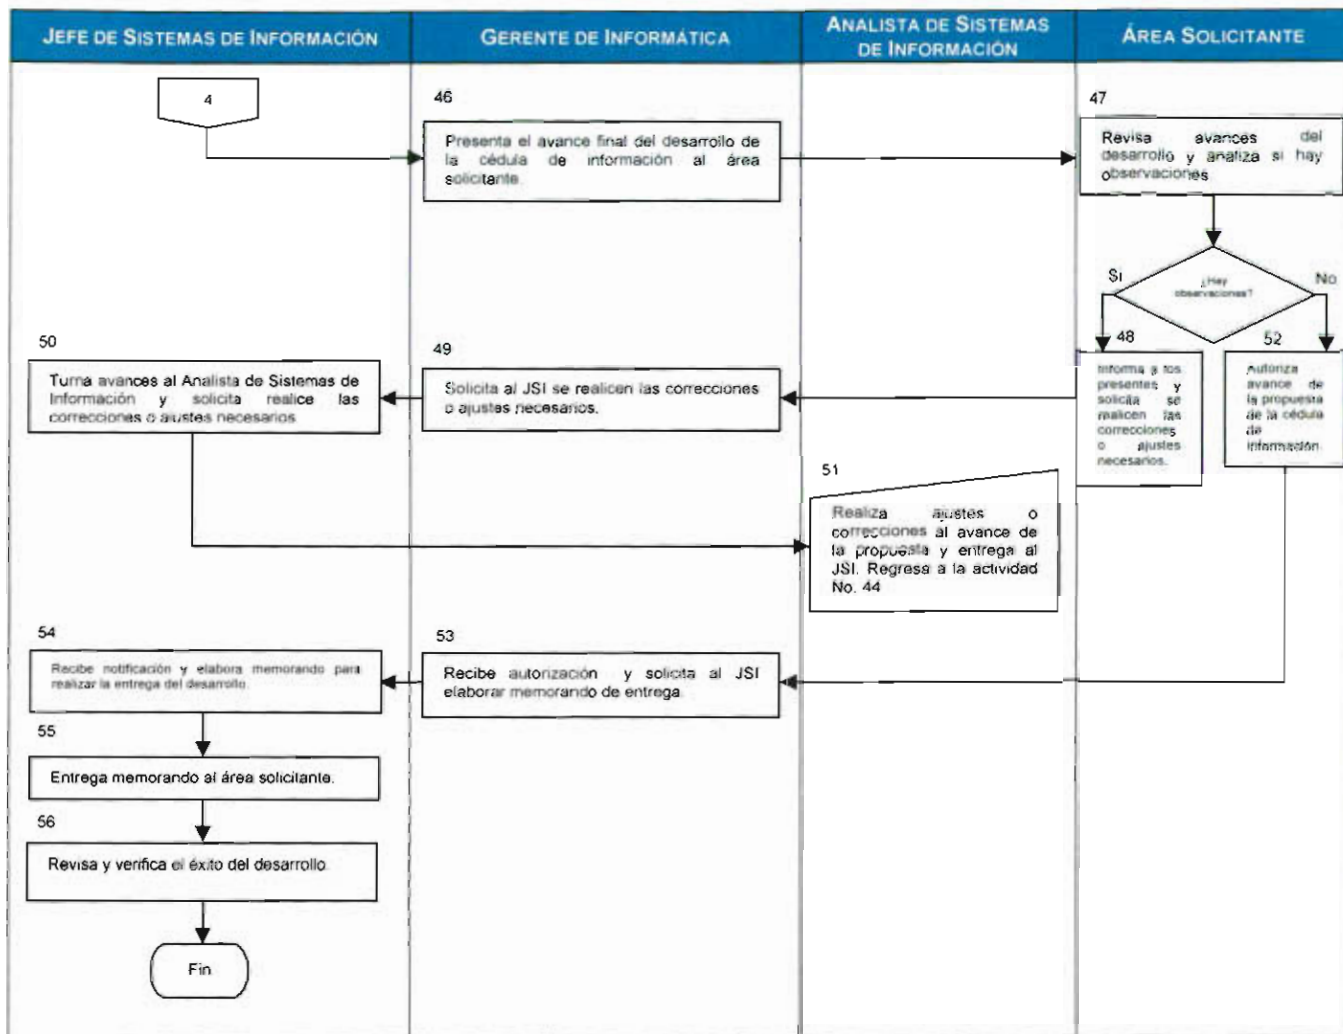 JEFE DE SISTEMAS DE INFORMACIÓN
GERENTE DE INFORMÁTICA
ANALISTA DE SISTEMAS
DE INFORMACIÓN
ÁREA SOLICITANTE
4
46
Presenta el avance final del desarrollo de
la cédula de información al área
solicitante.
47
Revisa avances del
desarrollo y analiza si hay
observaciones
¿Hay
observaciones?
Si
No
48
Informa a los
presentes y
solicita se
realicen las
correcciones
o ajustes
necesarios.
52
Autoriza
avance de
la propuesta
de la cédula
de
información
49
Solicita al JSI se realicen las correcciones
o ajustes necesarios.
50
Turna avances al Analista de Sistemas de
Información y solicita realice las
correcciones o ajustes necesarios
51
Realiza ajustes o
correcciones al avance de
la propuesta y entrega al
JSI. Regresa a la actividad
No. 44
53
Recibe autorización y solicita al JSI
elaborar memorando de entrega.
54
Recibe notificación y elabora memorando para
realizar la entrega del desarrollo.
55
Entrega memorando al área solicitante.
56
Revisa y verifica el éxito del desarrollo.
Fin